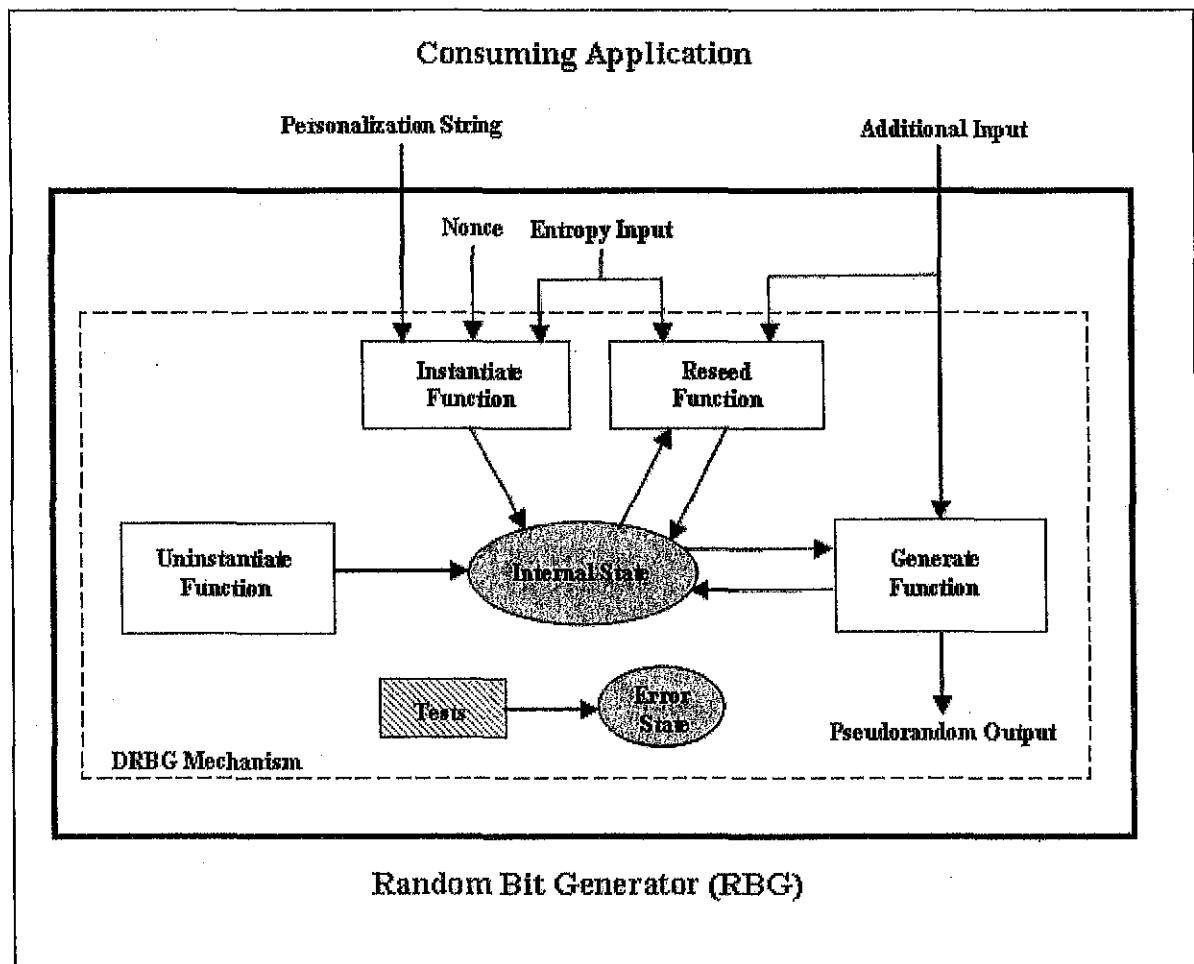 Consuming Application
Personalization String
Additional Input
Nonce
Entropy Input
Instantiate
Function
Reseed
Function
Uninstantiate
Function
Internal State
Generate
Function
Tests
Error
State
Pseudorandom Output
DRBG Mechanism
Random Bit Generator (RBG)